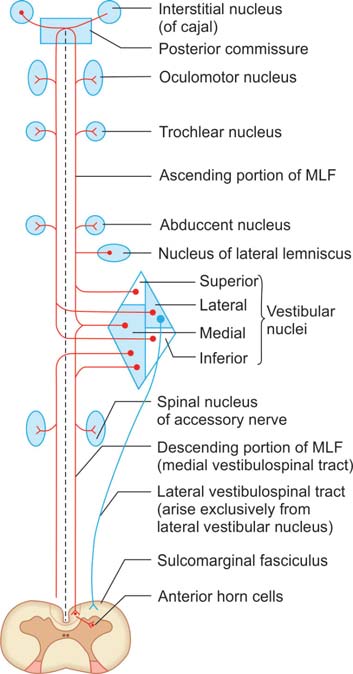 Interstitial nucleus
(of cajal)
Posterior commissure
Oculomotor nucleus
Trochlear nucleus
Ascending portion of MLF
Abduccent nucleus
Nucleus of lateral lemniscus
Superior
Lateral
Medial
Inferior
Vestibular
nuclei
Spinal nucleus
of accessory nerve
Descending portion of MLF
(medial vestibulospinal tract)
Lateral vestibulospinal tract
(arise exclusively from
lateral vestibular nucleus)
Sulcomarginal fasciculus
Anterior horn cells